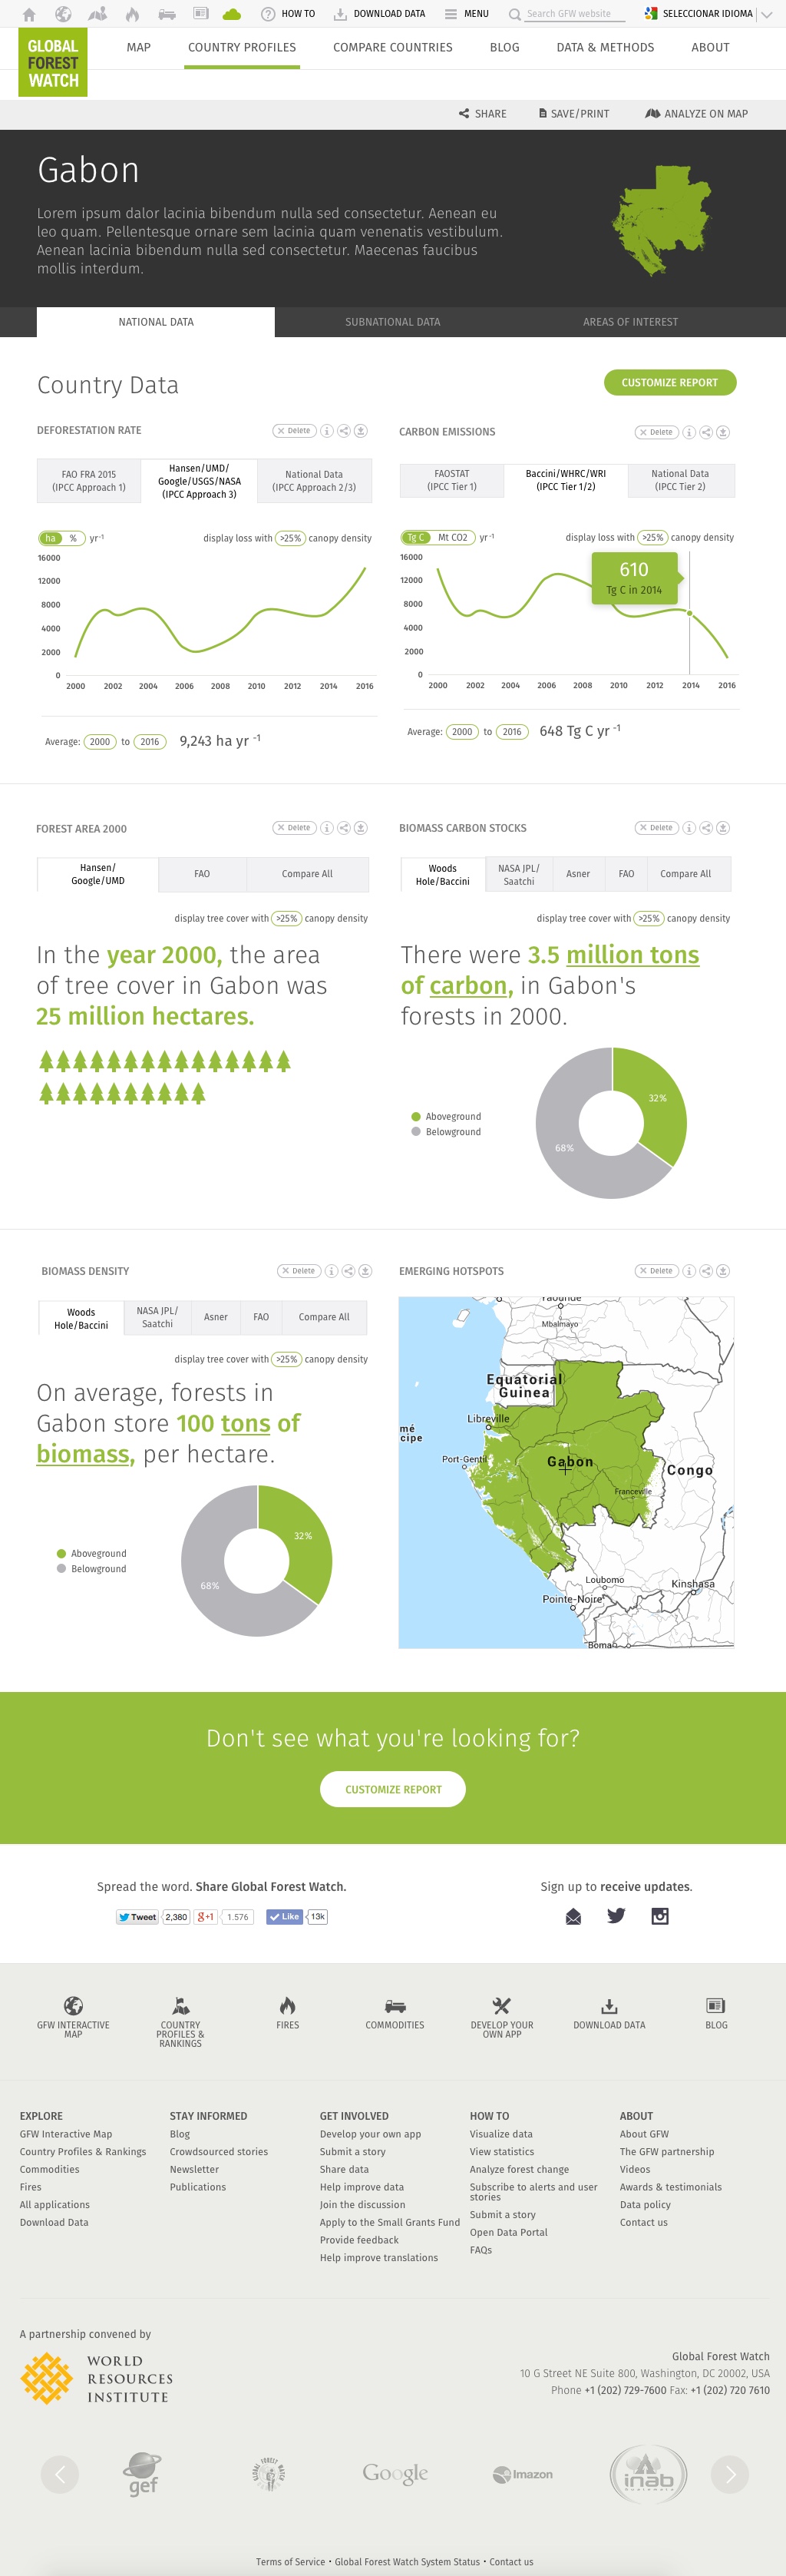 HOW TO
DOWNLOAD DATA
MENU
Search GFW website
SELECCIONAR IDIOMA
GLOBAL
FOREST
WATCH
MAP
COUNTRY PROFILES
COMPARE COUNTRIES
BLOG
DATA & METHODS
ABOUT
SHARE
SAVE/PRINT
ANALYZE ON MAP
Gabon
Lorem ipsum dalor lacinia bibendum nulla sed consectetur. Aenean eu
leo quam. Pellentesque ornare sem lacinia quam venenatis vestibulum.
Aenean lacinia bibendum nulla sed consectetur. Maecenas faucibus
mollis interdum.
NATIONAL DATA
SUBNATIONAL DATA
AREAS OF INTEREST
Country Data
CUSTOMIZE REPORT
DEFORESTATION RATE
Delete
FAO FRA 2015
(IPCC Approach 1)
Hansen/UMD/
Google/USGS/NASA
(IPCC Approach 3)
National Data
(IPCC Approach 2/3)
ha % yr-1
display loss with >25% canopy density
16000
12000
8000
4000
2000
0
2000 2002 2004 2006 2008 2010 2012 2014 2016
Average: 2000 to 2016 9,243 ha yr -1
CARBON EMISSIONS
Delete
FAOSTAT
(IPCC Tier 1)
Baccini/WHRC/WRI
(IPCC Tier 1/2)
National Data
(IPCC Tier 2)
Tg C Mt CO2 yr -1
display loss with >25% canopy density
16000
12000
8000
4000
2000
0
610
Tg C in 2014
2000 2002 2004 2006 2008 2010 2012 2014 2016
Average: 2000 to 2016 648 Tg C yr -1
FOREST AREA 2000
Delete
Hansen/
Google/UMD
FAO
Compare All
display tree cover with >25% canopy density
In the year 2000, the area
of tree cover in Gabon was
25 million hectares.
BIOMASS CARBON STOCKS
Delete
Woods
Hole/Baccini
NASA JPL/
Saatchi
Asner
FAO
Compare All
display tree cover with >25% canopy density
There were 3.5 million tons
of carbon, in Gabon's
forests in 2000.
Aboveground
Belowground
32%
68%
BIOMASS DENSITY
Delete
Woods
Hole/Baccini
NASA JPL/
Saatchi
Asner
FAO
Compare All
display tree cover with >25% canopy density
On average, forests in
Gabon store 100 tons of
biomass, per hectare.
Aboveground
Belowground
32%
68%
EMERGING HOTSPOTS
Delete
Yaoundé
Mbalmayo
Equatorial
Guinea
Libreville
mé
cipe
Port-Gentil
Gabon
Congo
Franceville
Loubomo
Kinshasa
Pointe-Noire
Boma
Don't see what you're looking for?
CUSTOMIZE REPORT
Spread the word. Share Global Forest Watch.
Tweet 2,380
g+1 1.576
Like 13k
Sign up to receive updates.
GFW INTERACTIVE
MAP
COUNTRY
PROFILES &
RANKINGS
FIRES
COMMODITIES
DEVELOP YOUR
OWN APP
DOWNLOAD DATA
BLOG
EXPLORE
GFW Interactive Map
Country Profiles & Rankings
Commodities
Fires
All applications
Download Data
STAY INFORMED
Blog
Crowdsourced stories
Newsletter
Publications
GET INVOLVED
Develop your own app
Submit a story
Share data
Help improve data
Join the discussion
Apply to the Small Grants Fund
Provide feedback
Help improve translations
HOW TO
Visualize data
View statistics
Analyze forest change
Subscribe to alerts and user
stories
Submit a story
Open Data Portal
FAQs
ABOUT
About GFW
The GFW partnership
Videos
Awards & testimonials
Data policy
Contact us
A partnership convened by
WORLD
RESOURCES
INSTITUTE
Global Forest Watch
10 G Street NE Suite 800, Washington, DC 20002, USA
Phone +1 (202) 729-7600 Fax: +1 (202) 720 7610
gef
GLOBAL FOREST WATCH
Google
Imazon
inab
Terms of Service • Global Forest Watch System Status • Contact us